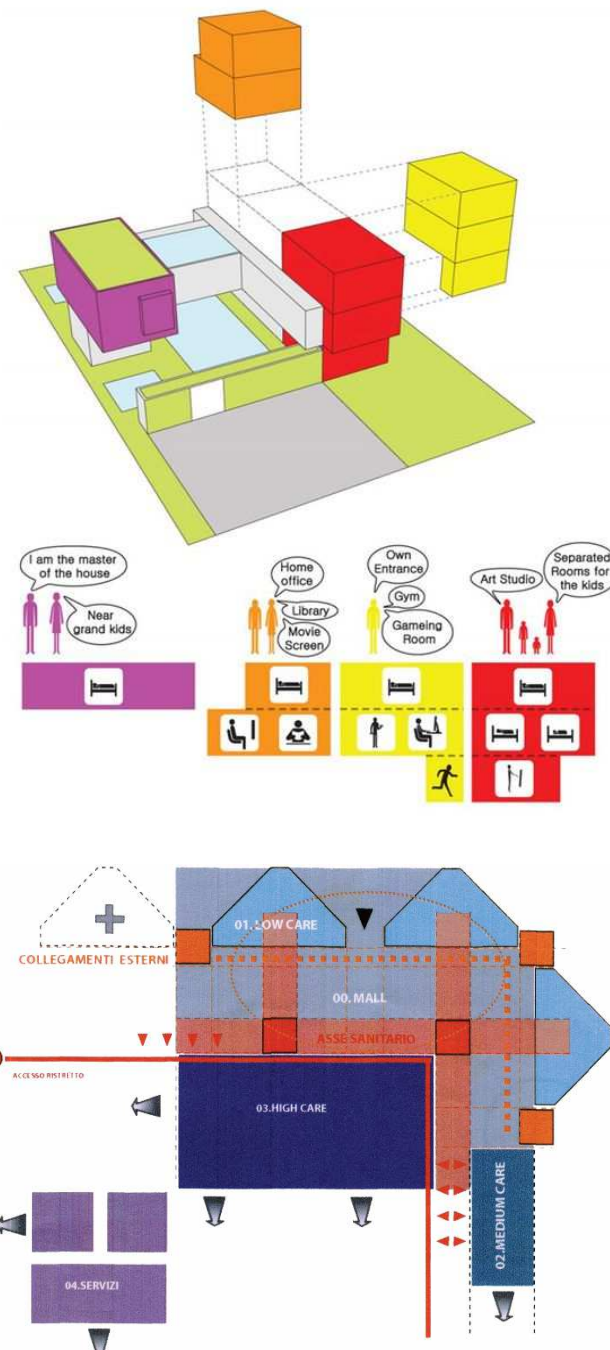 I am the master
of the house
Near
grand kids
Home
office
Library
Movie
Screen
Own
Entrance
Gym
Gameing
Room
Art Studio
Separated
Rooms for
the kids
01.LOW CARE
COLLEGAMENTI ESTERNI
00. MALL
ASSE SANITARIO
ACCESSO RISTRETTO
03.HIGH CARE
02.MEDIUM CARE
04.SERVIZI